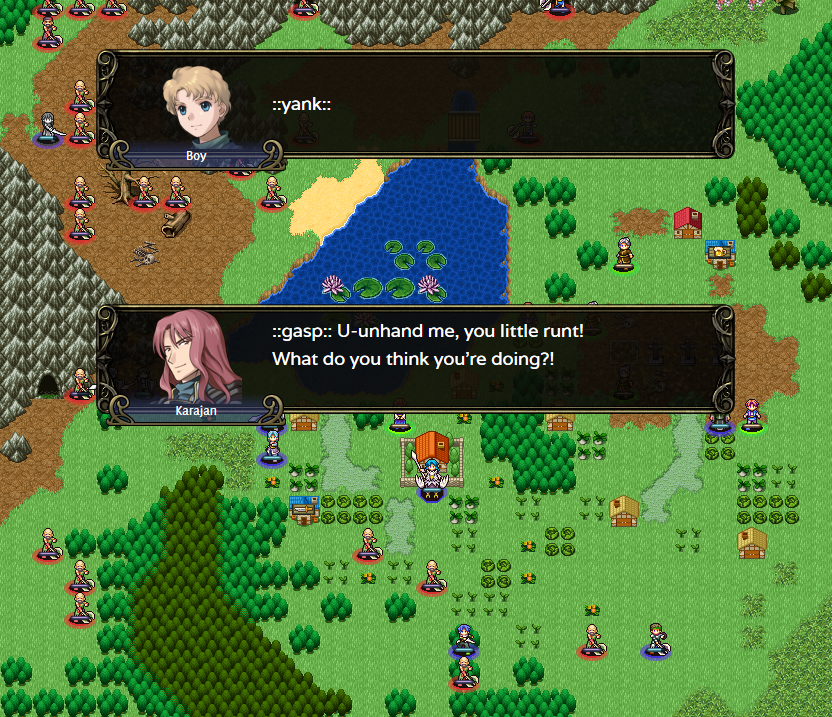 ::yank::
Boy
::gasp:: U-unhand me, you little runt!
What do you think you’re doing?!
Karajan